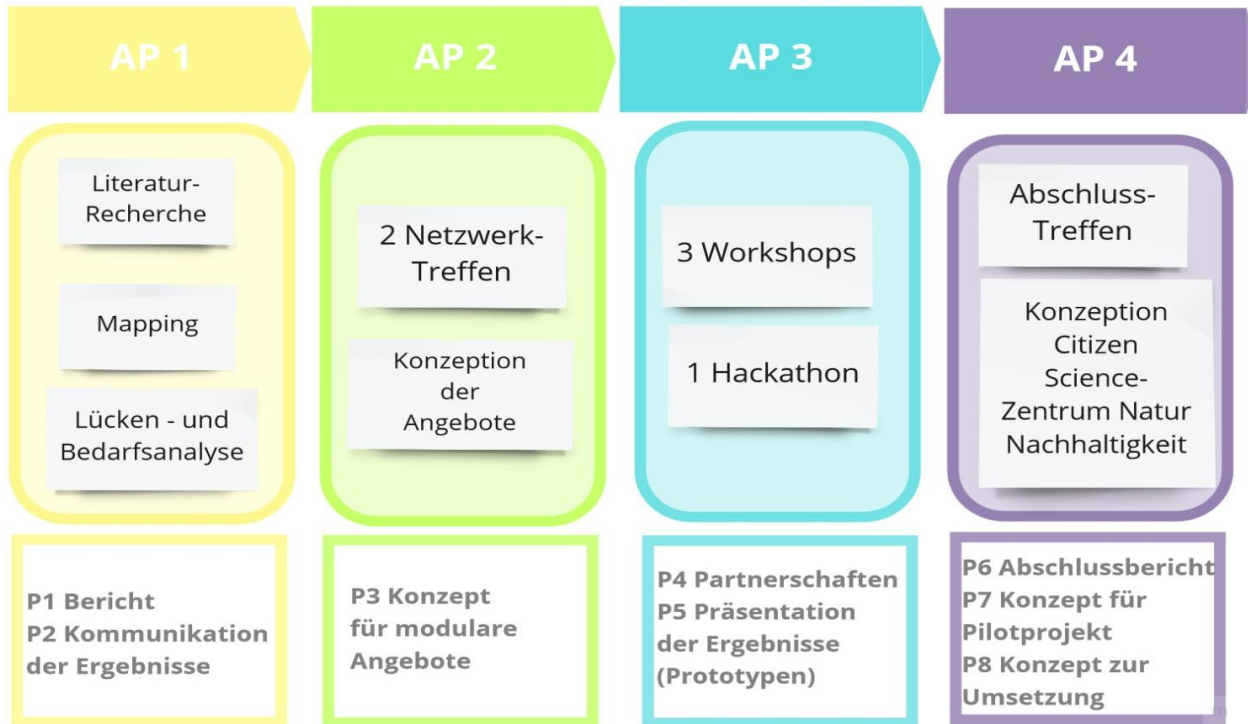 AP 1
AP 2
AP 3
AP 4
Literatur-
Recherche
Mapping
Lücken - und
Bedarfsanalyse
2 Netzwerk-
Treffen
Konzeption
der
Angebote
3 Workshops
1 Hackathon
Abschluss-
Treffen
Konzeption
Citizen
Science-
Zentrum Natur
Nachhaltigkeit
P1 Bericht
P2 Kommunikation
der Ergebnisse
P3 Konzept
für modulare
Angebote
P4 Partnerschaften
P5 Präsentation
der Ergebnisse
(Prototypen)
P6 Abschlussbericht
P7 Konzept für
Pilotprojekt
P8 Konzept zur
Umsetzung